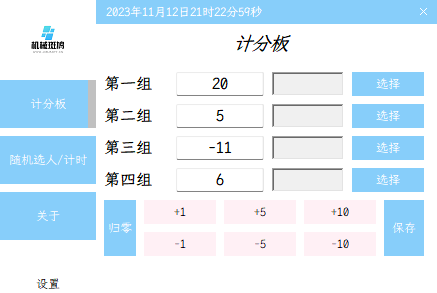 2023年11月12日21时22分59秒
机械斑鸠
计分板
计分板
随机选人/计时
关于
设置
第一组 20 选择
第二组 5 选择
第三组 -11 选择
第四组 6 选择
归零 +1 +5 +10 保存
-1 -5 -10